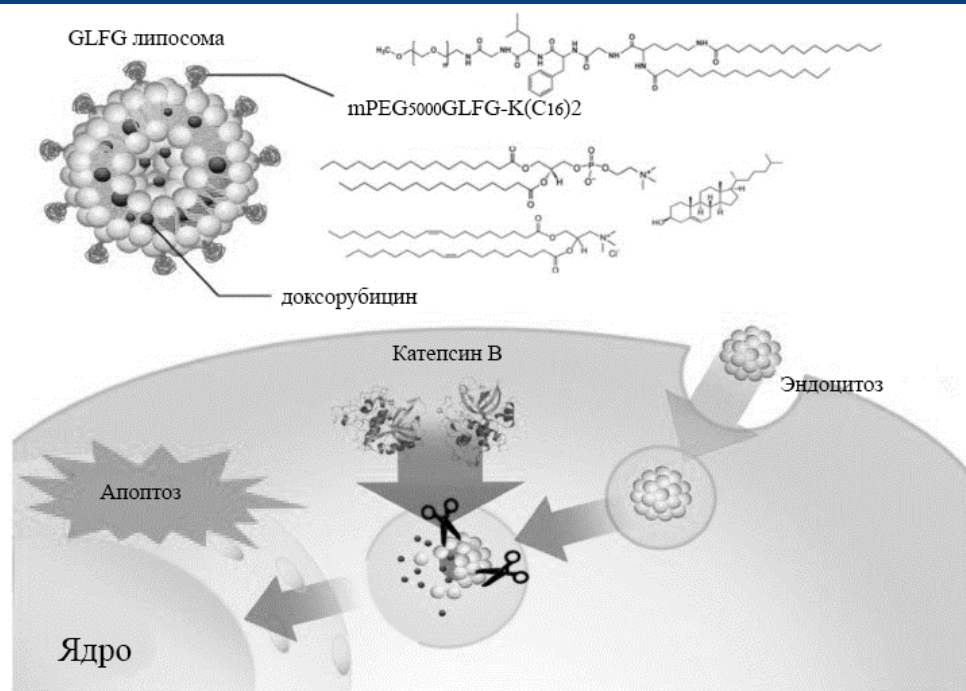 GLFG липосома
mPEG5000GLFG-K(C16)2
доксорубицин
Катепсин В
Эндоцитоз
Апоптоз
Ядро